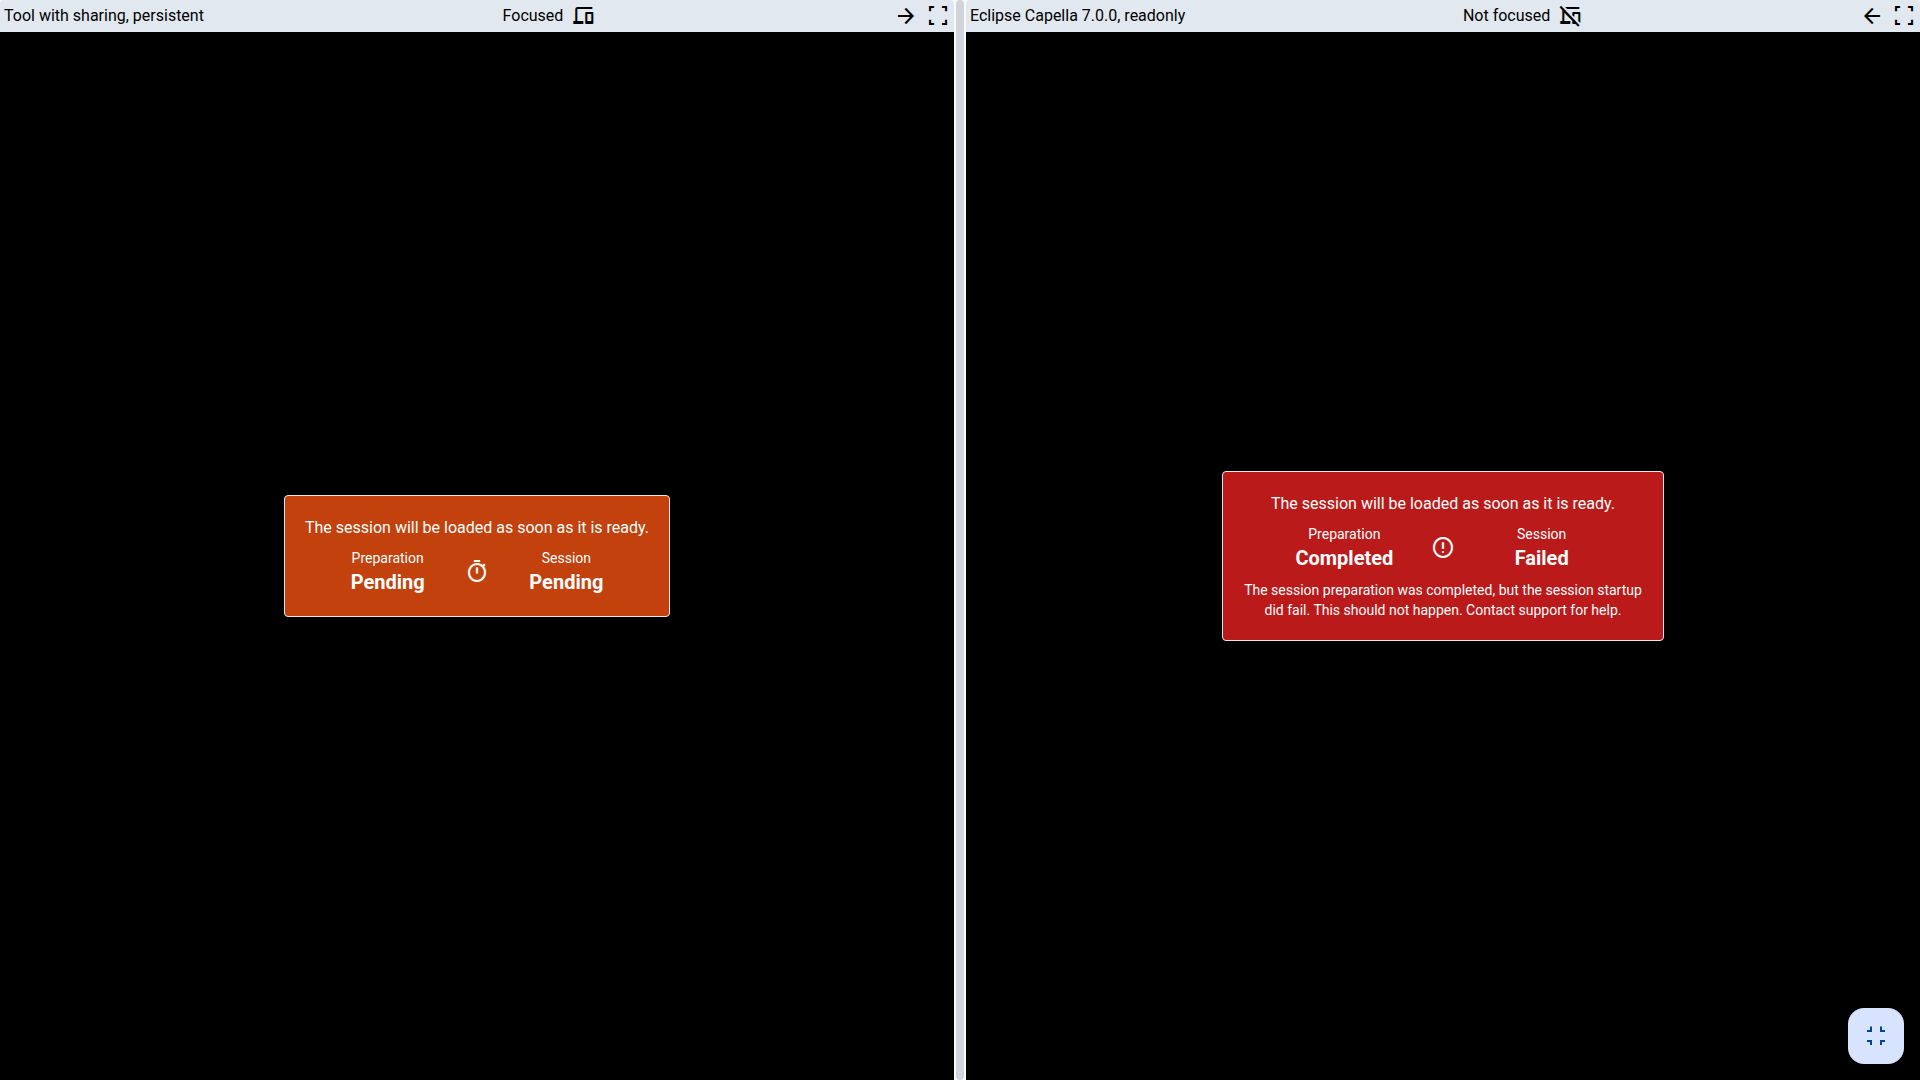 Tool with sharing, persistent
Focused
Eclipse Capella 7.0.0, readonly
Not focused
The session will be loaded as soon as it is ready.
Preparation
Pending
Session
Pending
The session will be loaded as soon as it is ready.
Preparation
Completed
Session
Failed
The session preparation was completed, but the session startup
did fail. This should not happen. Contact support for help.